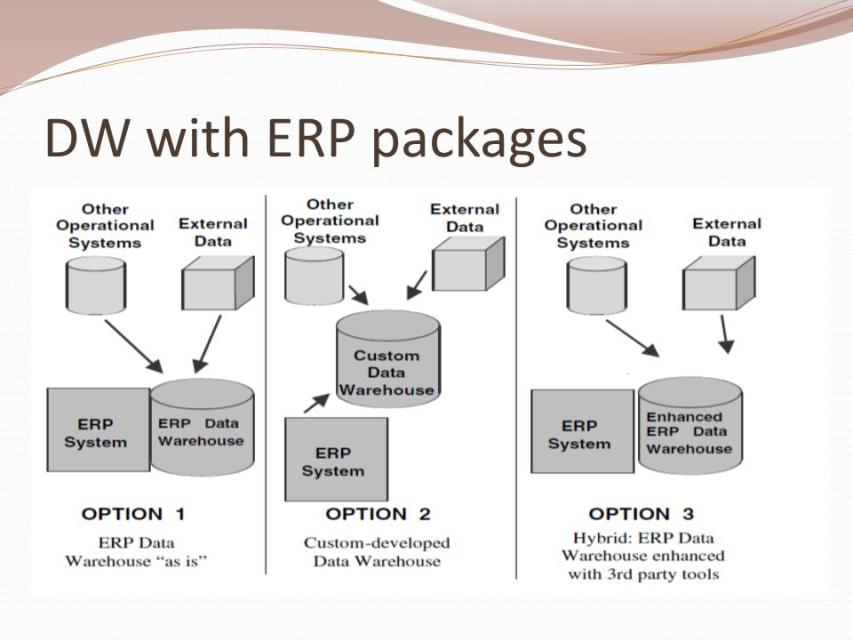 DW with ERP packages
Other
Operational
Systems
External
Data
ERP
System
ERP Data
Warehouse
OPTION 1
ERP Data
Warehouse “as is”
Other
Operational
Systems
External
Data
Custom
Data
Warehouse
ERP
System
OPTION 2
Custom-developed
Data Warehouse
Other
Operational
Systems
External
Data
ERP
System
Enhanced
ERP Data
Warehouse
OPTION 3
Hybrid: ERP Data
Warehouse enhanced
with 3rd party tools